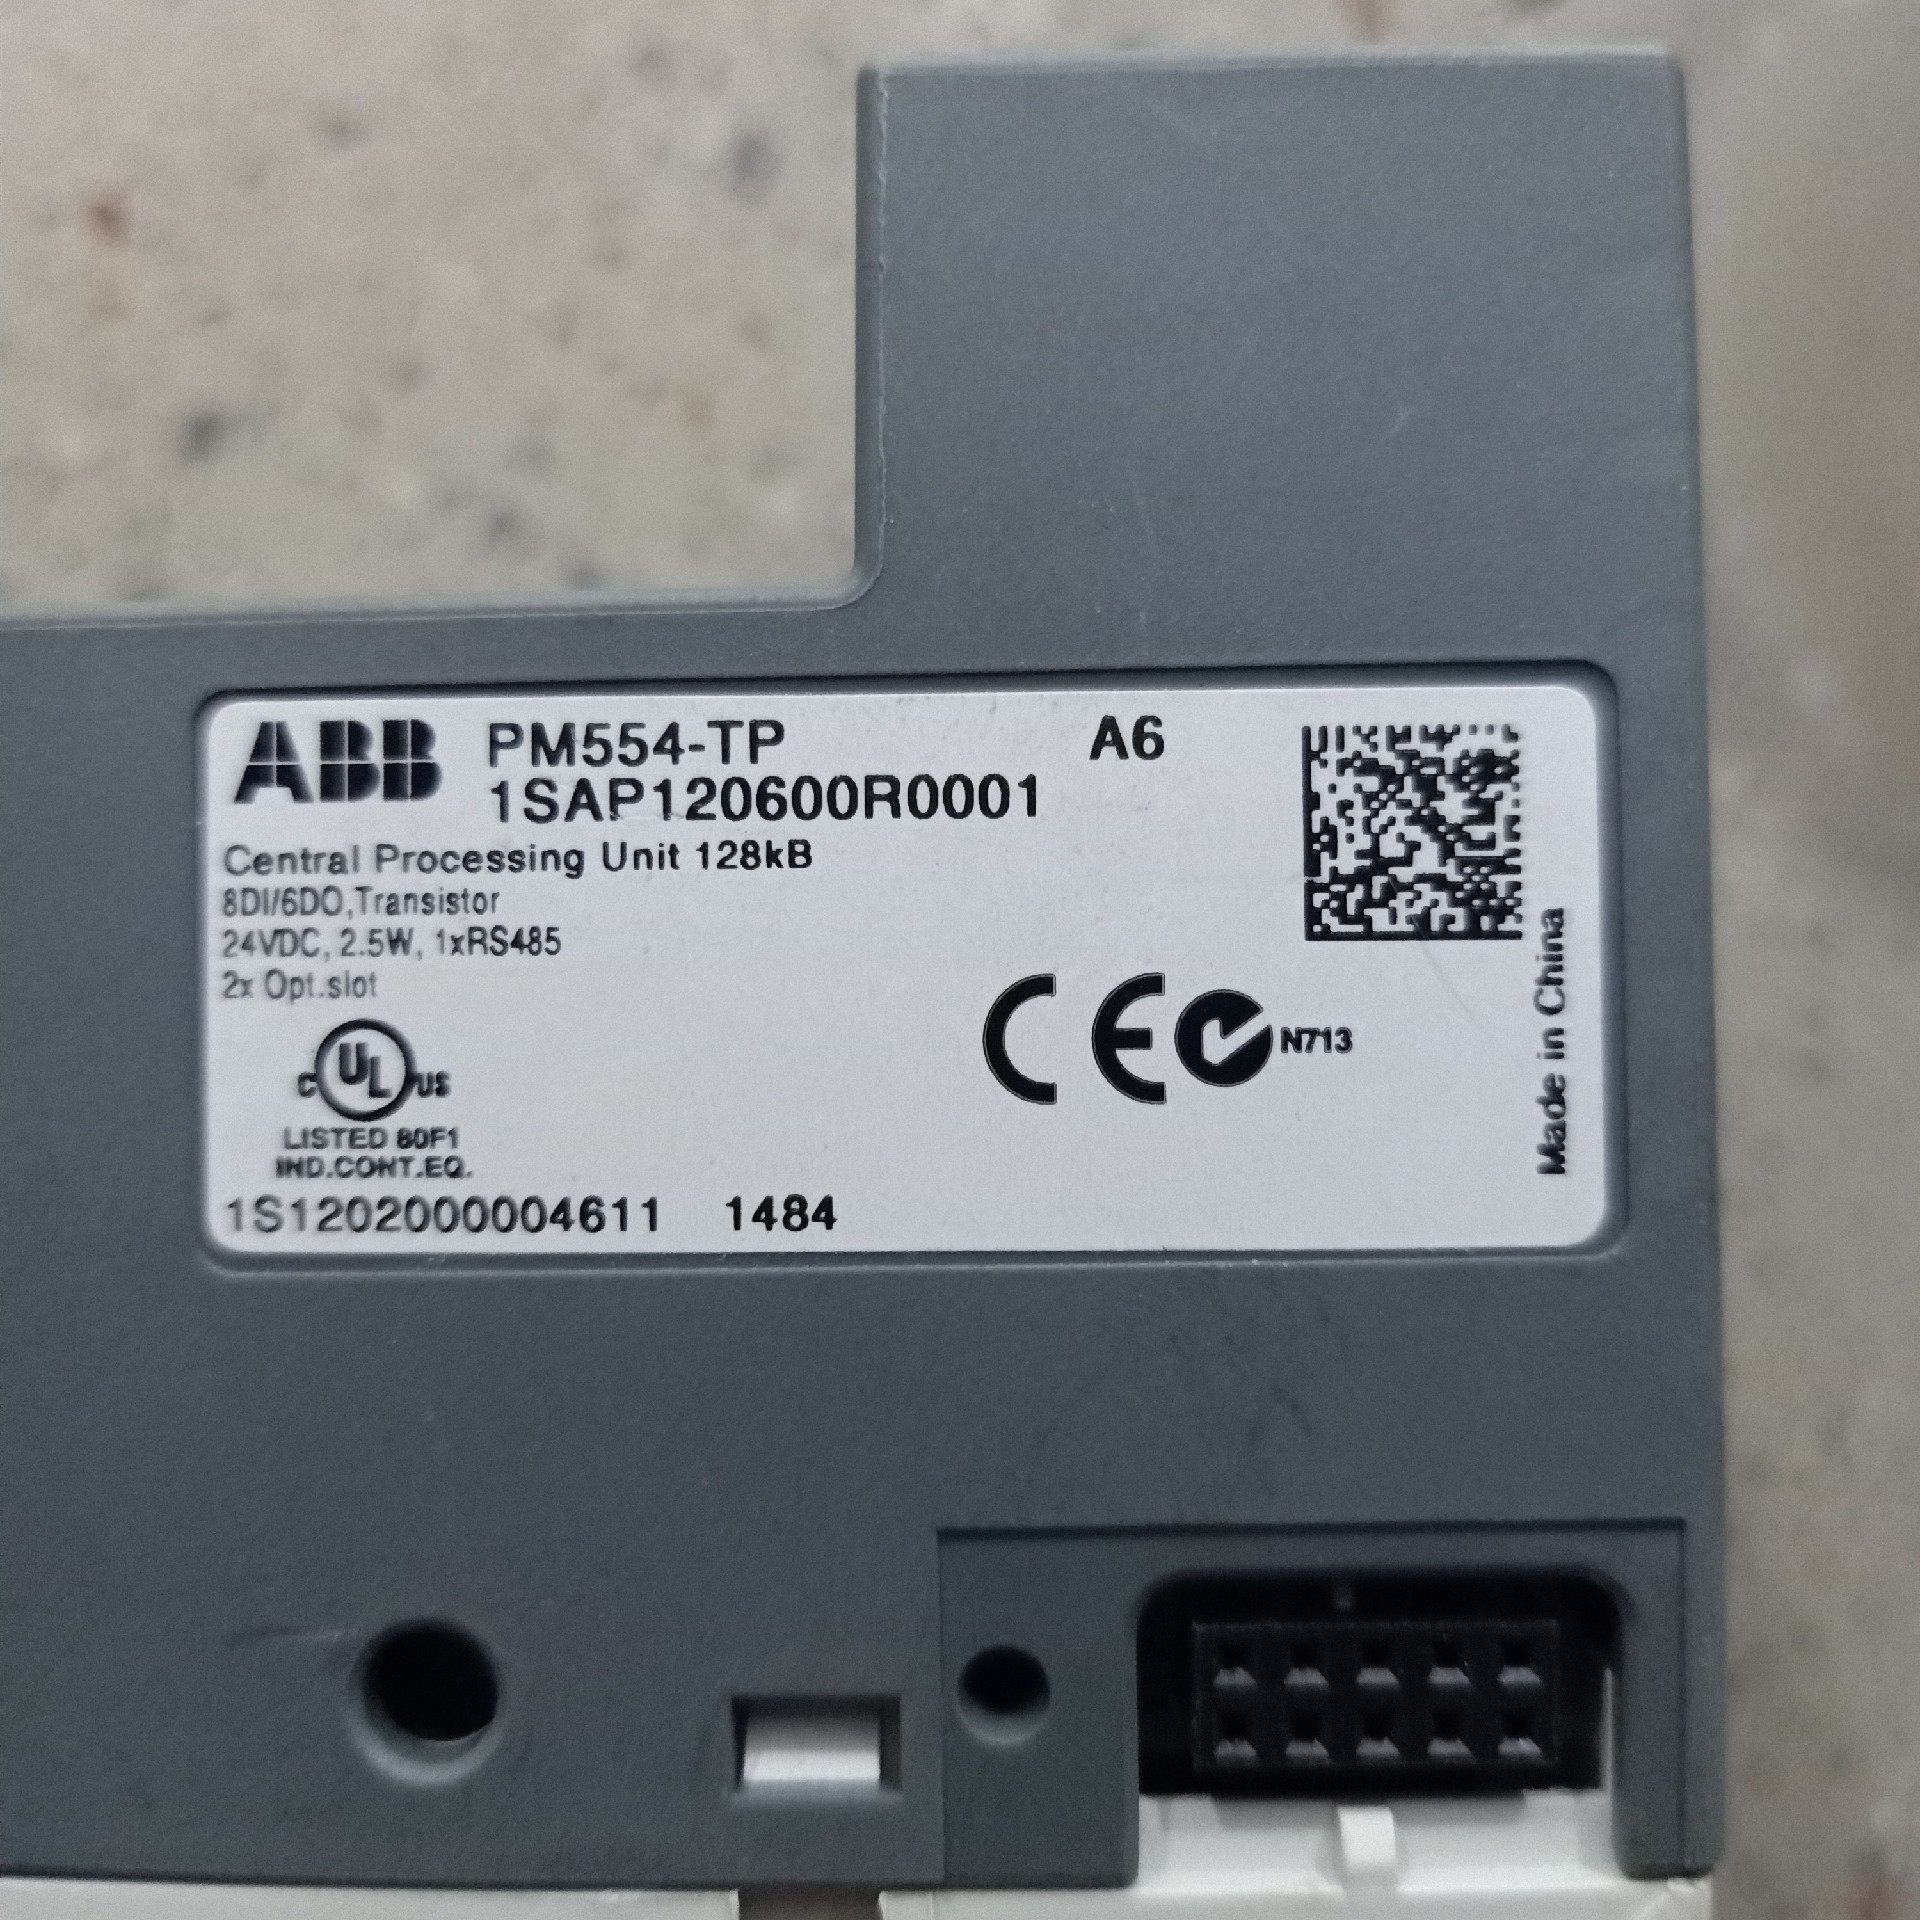 ABB PM554-TP A6
1SAP120600R0001
Central Processing Unit 128kB
8DI/6DO,Transistor
24VDC, 2.5W, 1xRS485
2x Opt.slot
C UL US
LISTED 80F1
IND.CONT.EQ.
CE N713
1S1202000004611 1484
Made in China